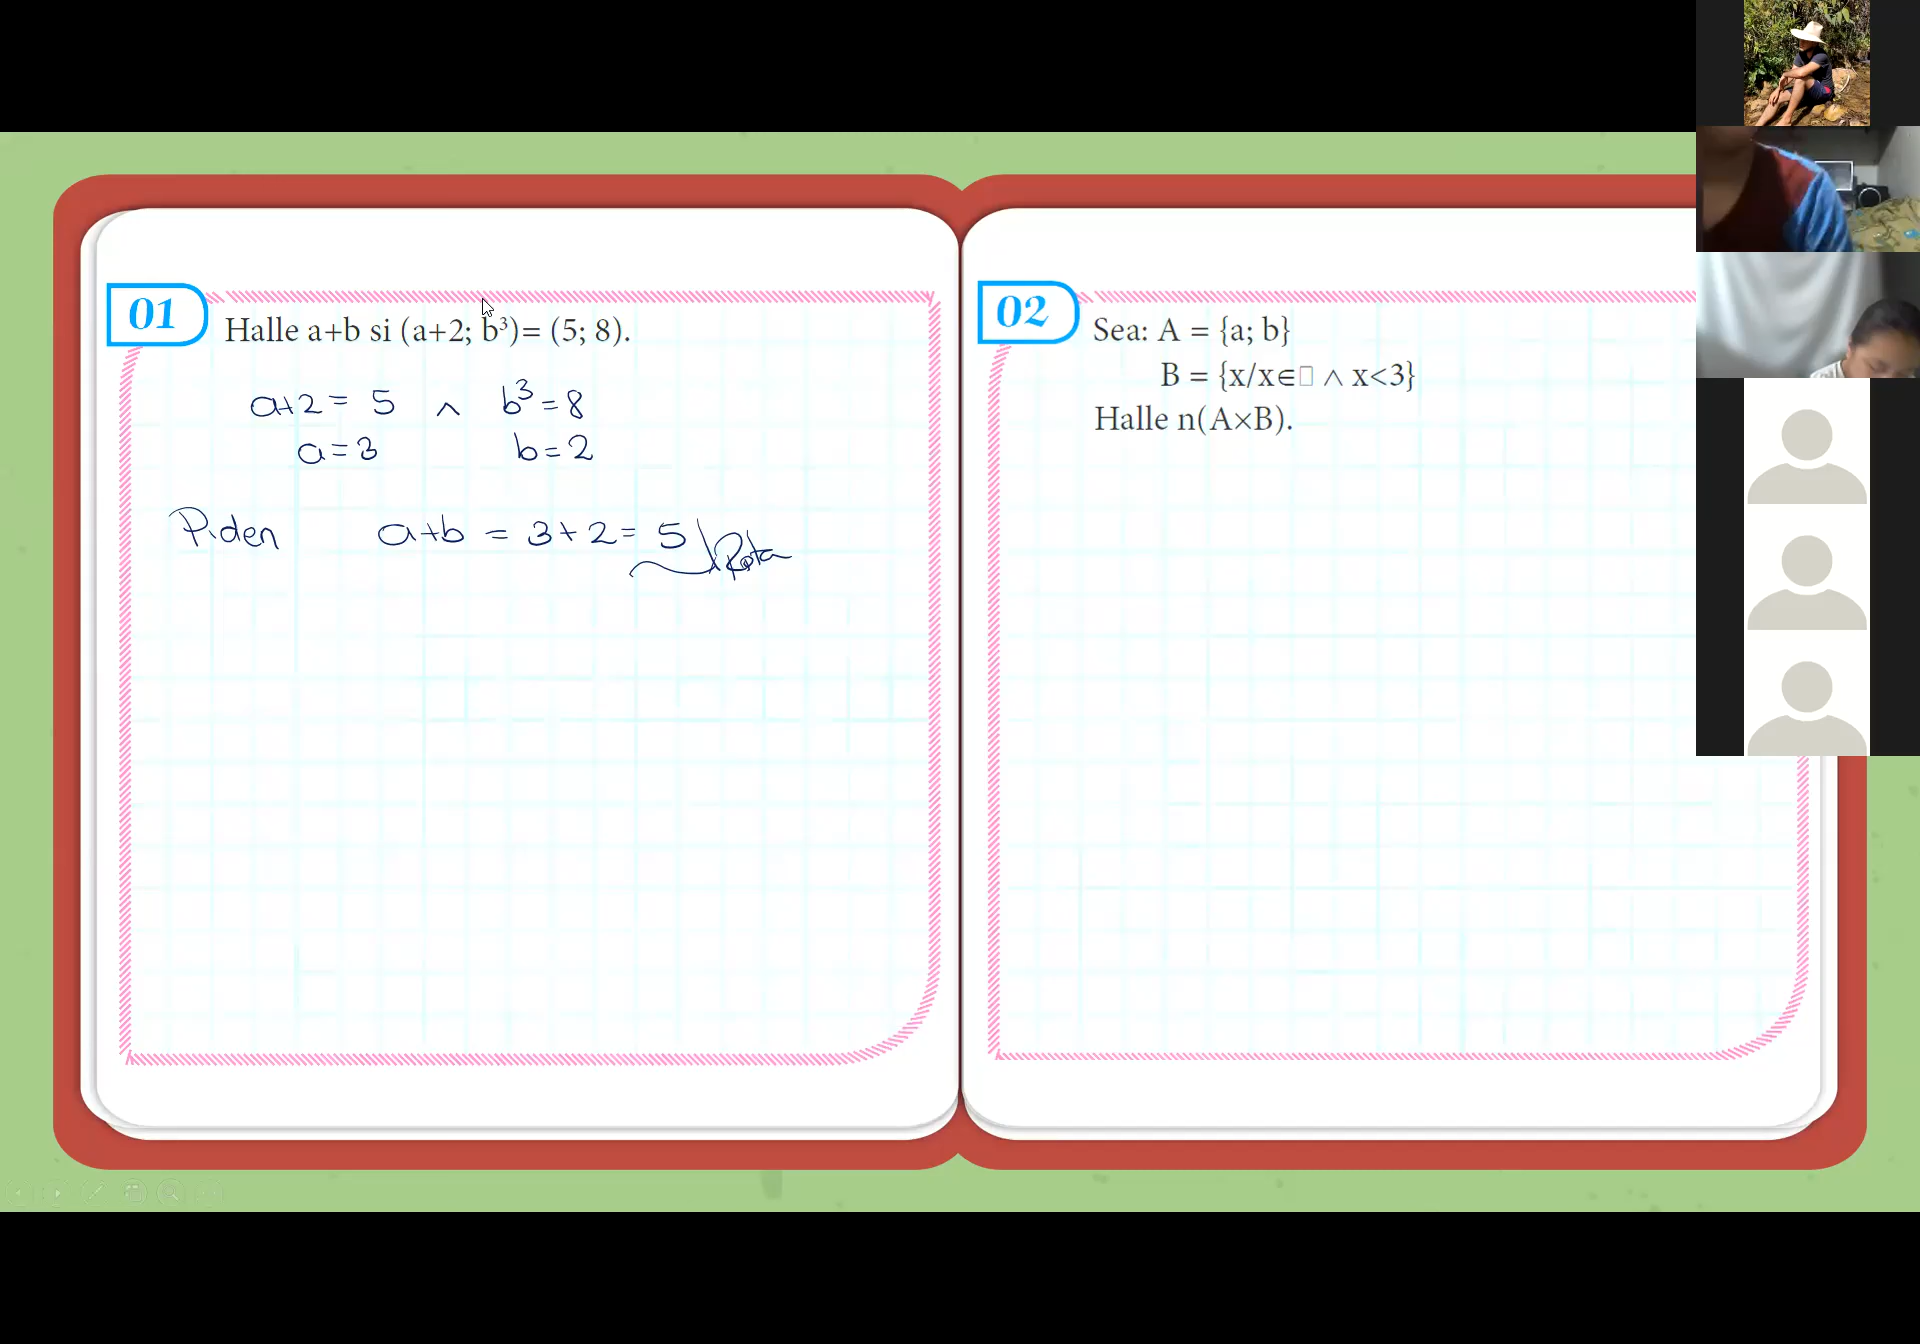 01
Halle a+b si (a+2; b³)= (5; 8).
a+2 = 5 ∧ b³ = 8
a = 3 b = 2
Piden a+b = 3 + 2 = 5 Rpta
02
Sea: A = {a; b}
B = {x/x∈□ ∧ x<3}
Halle n(A×B).